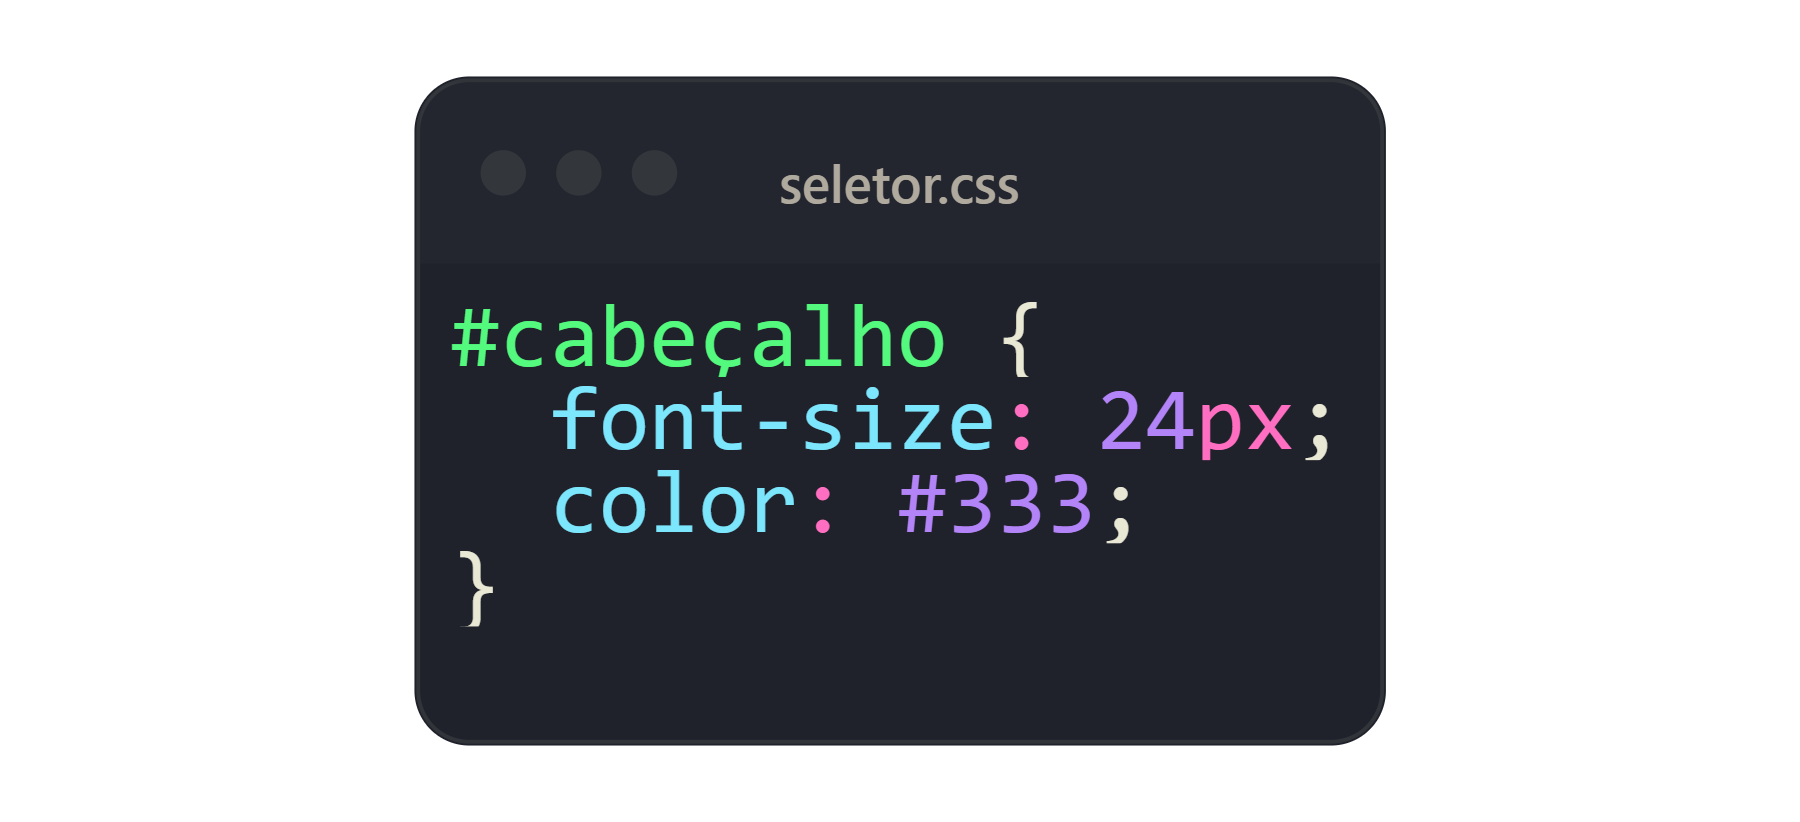 seletor.css
#cabeçalho {
  font-size: 24px;
  color: #333;
}